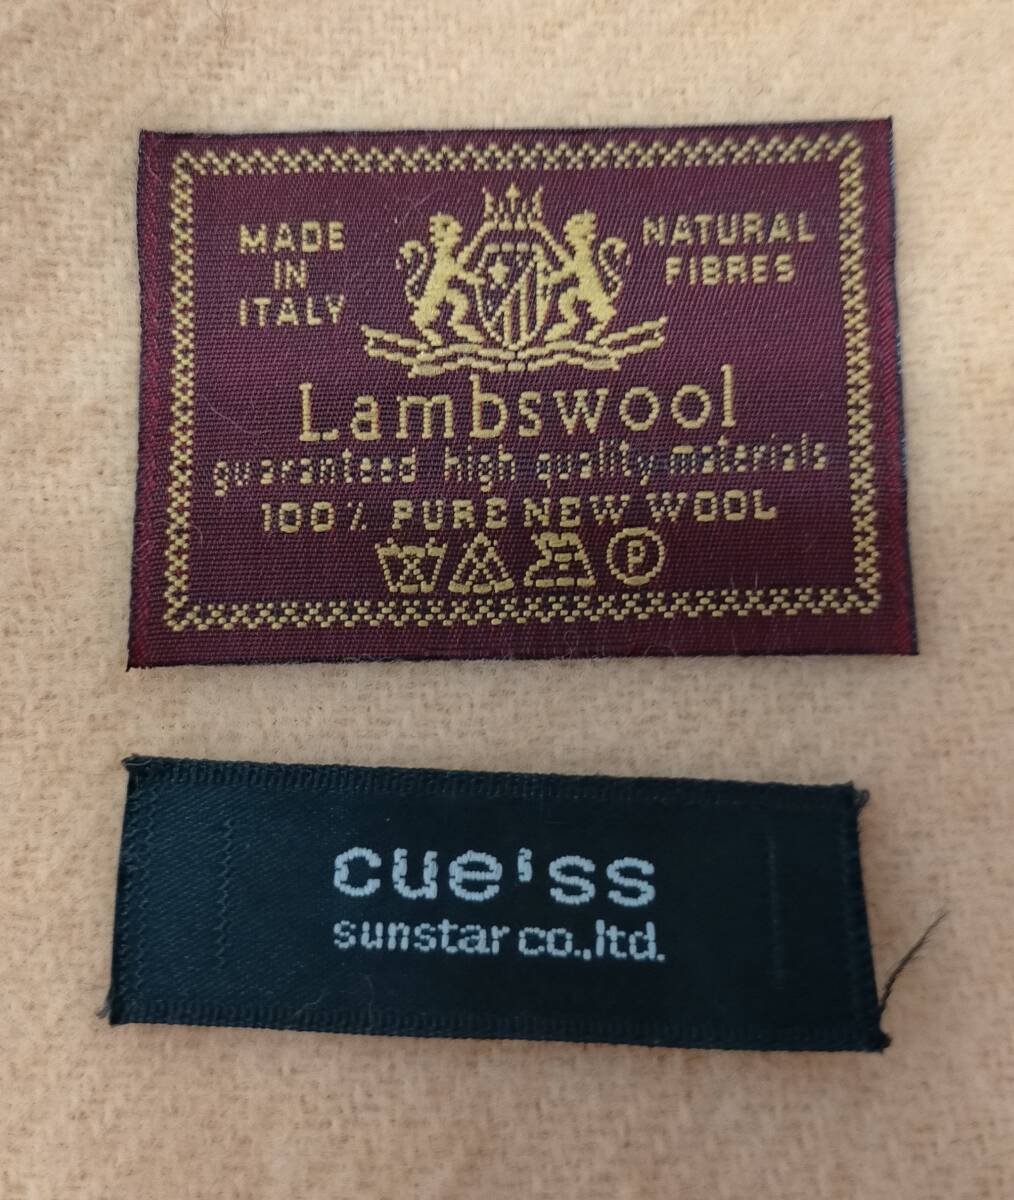 MADE
IN
ITALY
NATURAL
FIBRES
Lambswool
guaranteed high quality materials
100% PURE NEW WOOL
P
cue'ss
sunstar co.,ltd.